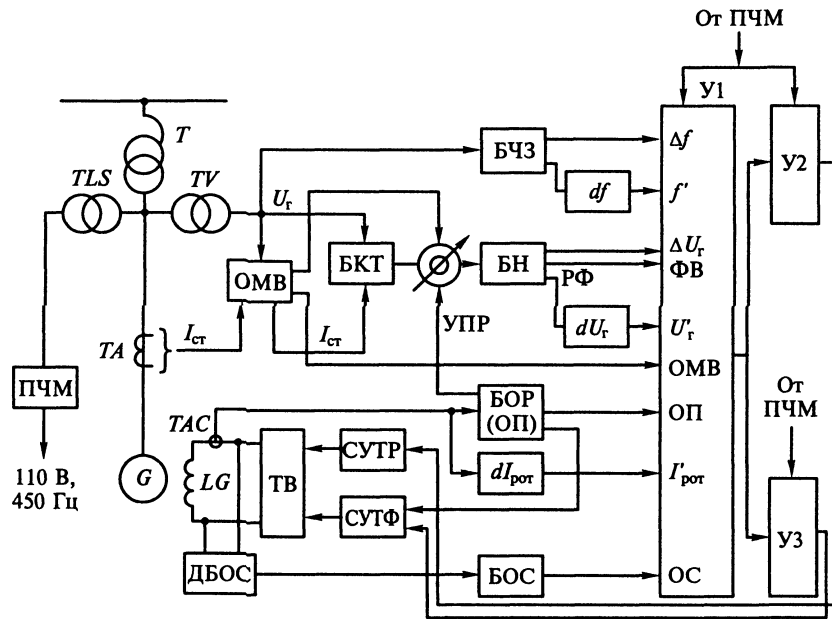 От ПЧМ
У1
T
Δf
БЧЗ
У2
TLS
TV
df
f'
Uг
ΔUг
БКТ
БН
ФВ
ОМВ
РФ
УПР
dUг
U'г
Iст
Iст
TA
ОМВ
ПЧМ
От
ПЧМ
БОР
(ОП)
ОП
TAC
СУТР
110 В,
450 Гц
G
LG
ТВ
dIрот
I'рот
СУТФ
У3
ДБОС
БОС
ОС